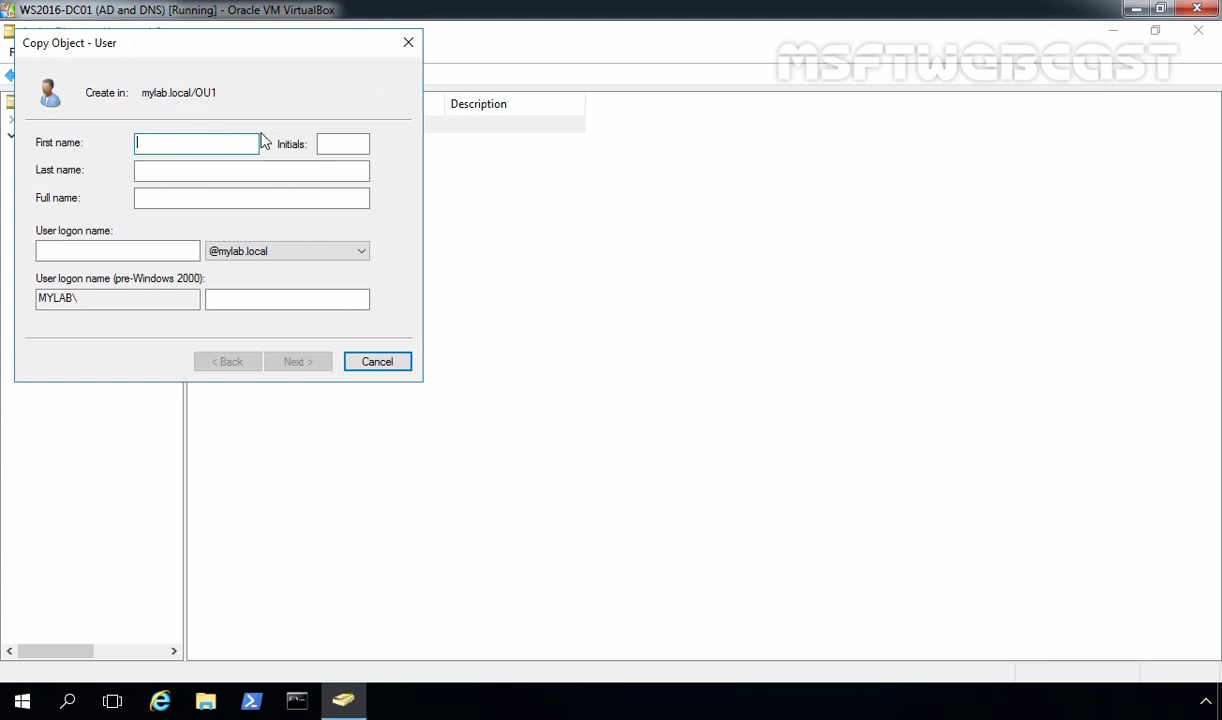 WS2016-DC01 (AD and DNS) [Running] - Oracle VM VirtualBox
MSFTWEBCAST
Copy Object - User
Create in: mylab.local/OU1
Description
First name:
Initials:
Last name:
Full name:
User logon name:
@mylab.local
User logon name (pre-Windows 2000):
MYLAB\
< Back
Next >
Cancel